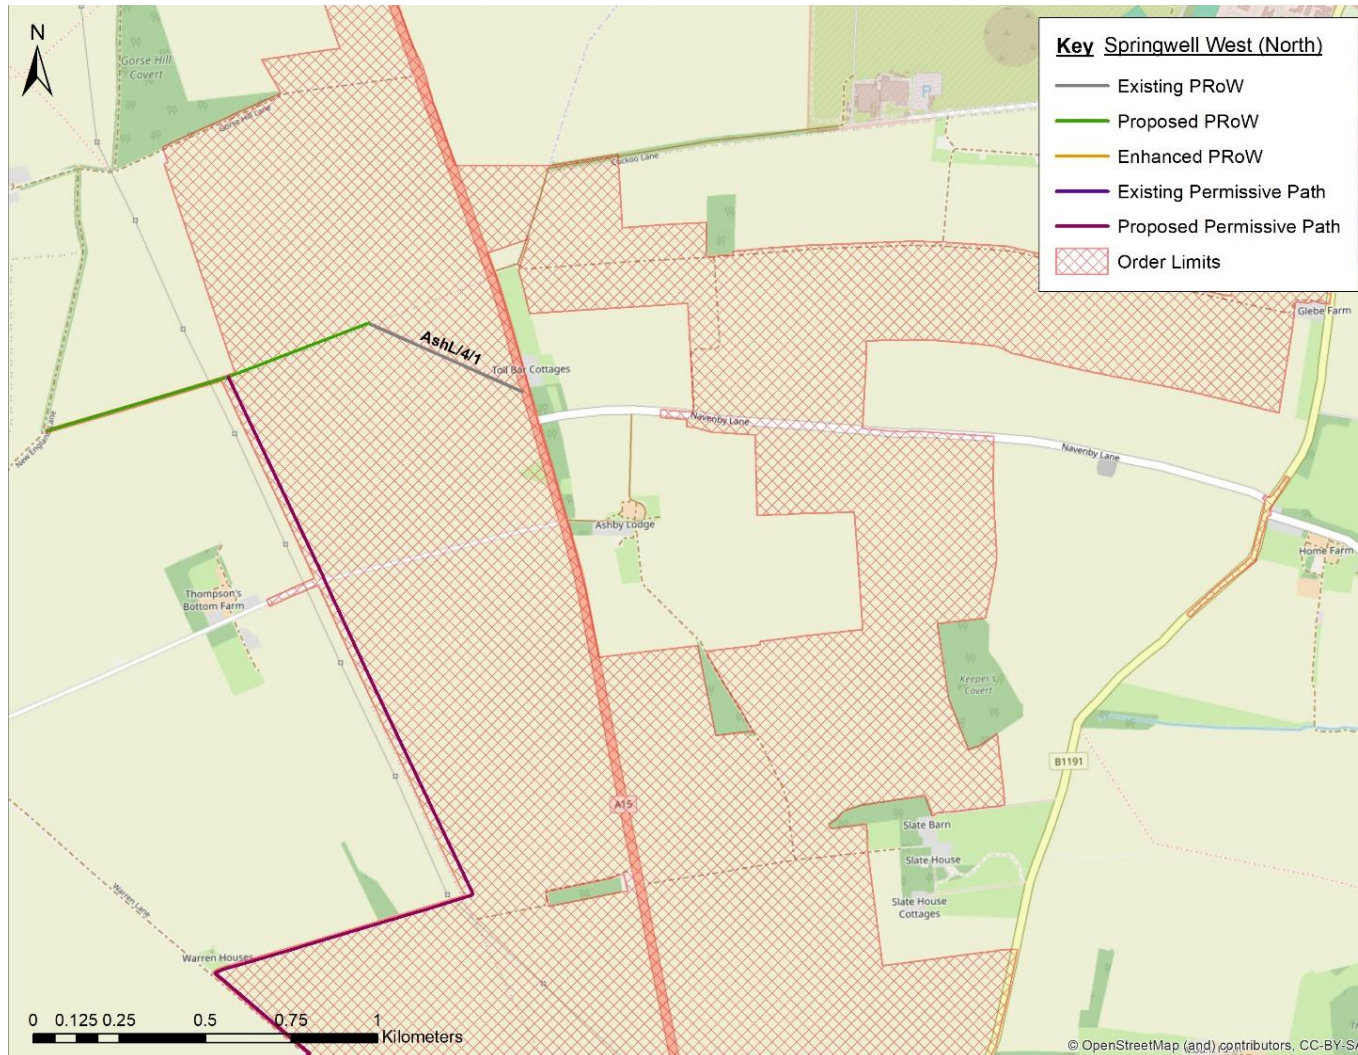 N
Gorse Hill
Covert
Gorse Hill Lane
Cuckoo Lane
P
Key Springwell West (North)
Existing PRoW
Proposed PRoW
Enhanced PRoW
Existing Permissive Path
Proposed Permissive Path
Order Limits
Glebe Farm
AshL/4/1
Toll Bar Cottages
New England Lane
Navenby Lane
Navenby Lane
Ashby Lodge
Home Farm
Thompson's
Bottom Farm
Keeper's
Covert
B1191
A15
Slate Barn
Slate House
Slate House
Cottages
Warren Lane
Warren Houses
0 0.125 0.25 0.5 0.75 1
Kilometers
© OpenStreetMap (and) contributors, CC-BY-SA